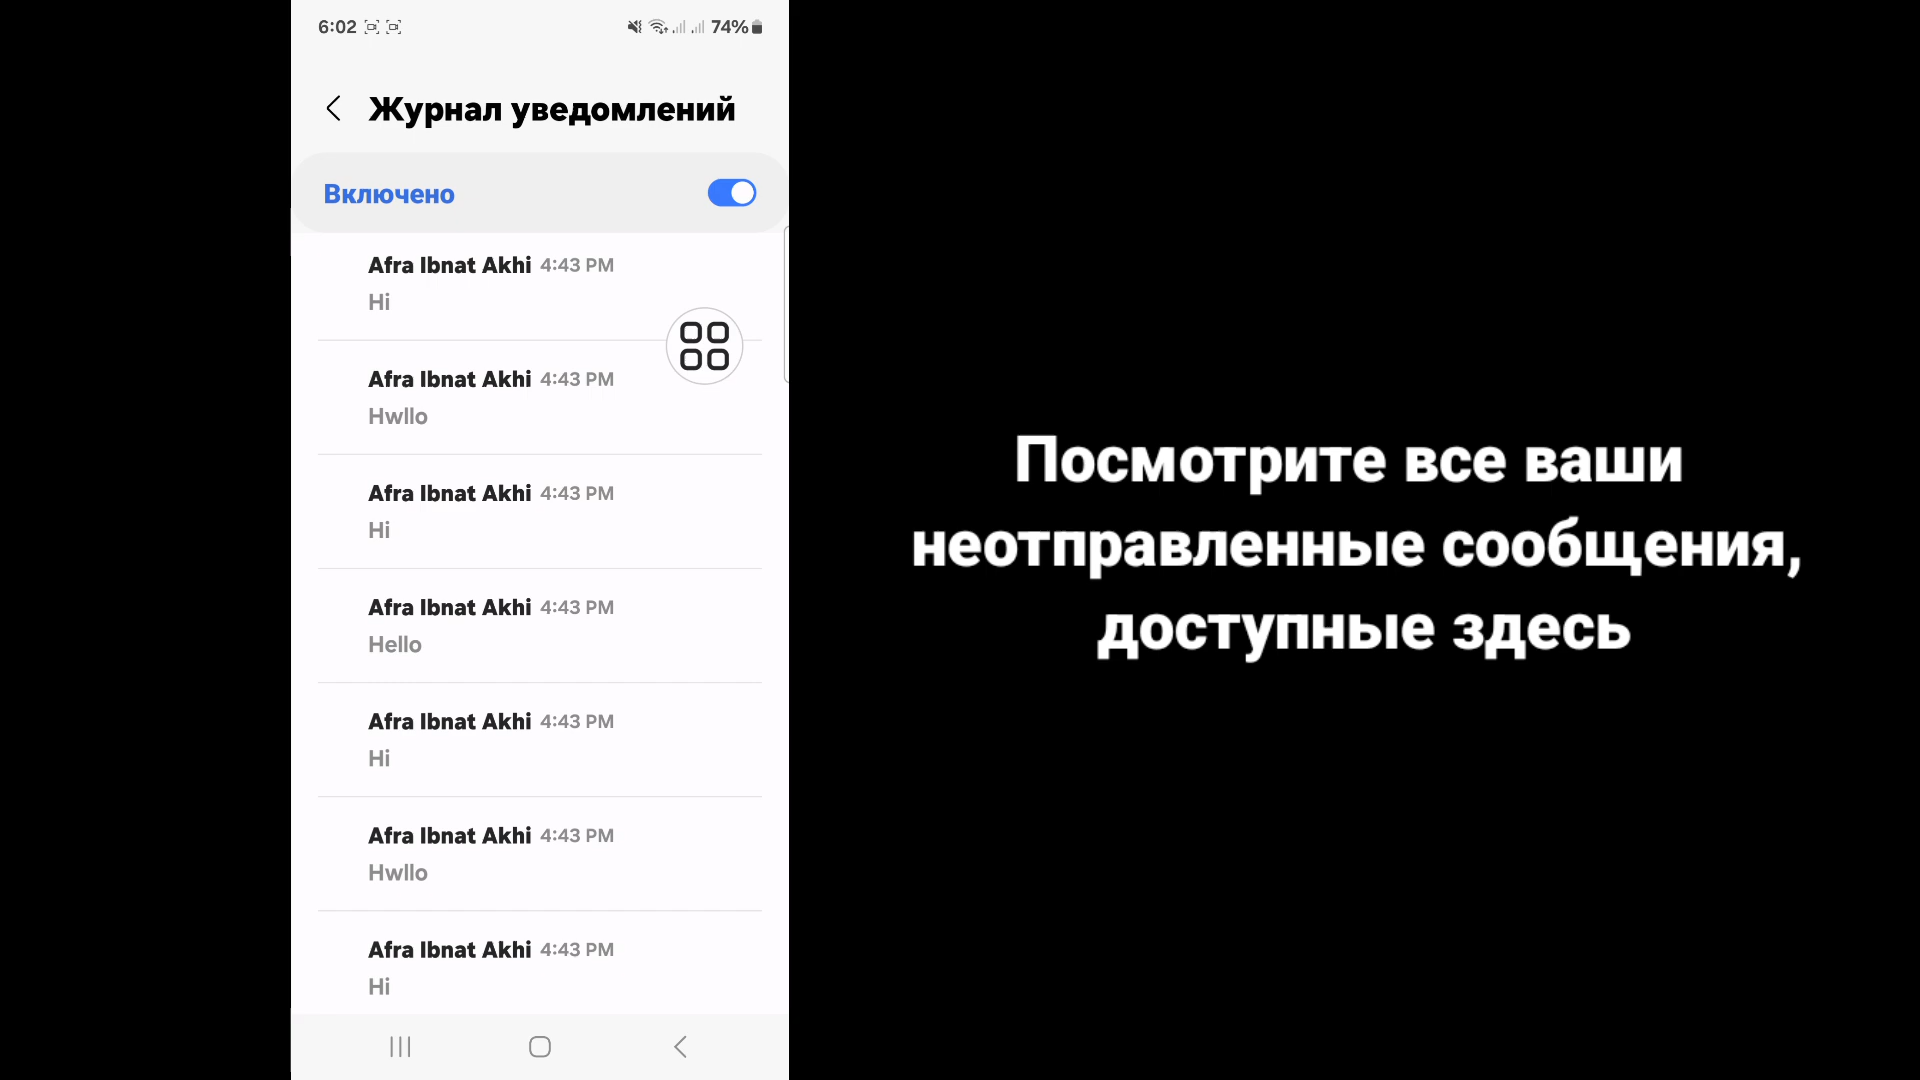 6:02
74%
Журнал уведомлений
Включено
Afra Ibnat Akhi 4:43 PM
Hi
Afra Ibnat Akhi 4:43 PM
Hwllo
Afra Ibnat Akhi 4:43 PM
Hi
Afra Ibnat Akhi 4:43 PM
Hello
Afra Ibnat Akhi 4:43 PM
Hi
Afra Ibnat Akhi 4:43 PM
Hwllo
Afra Ibnat Akhi 4:43 PM
Hi
Посмотрите все ваши
неотправленные сообщения,
доступные здесь